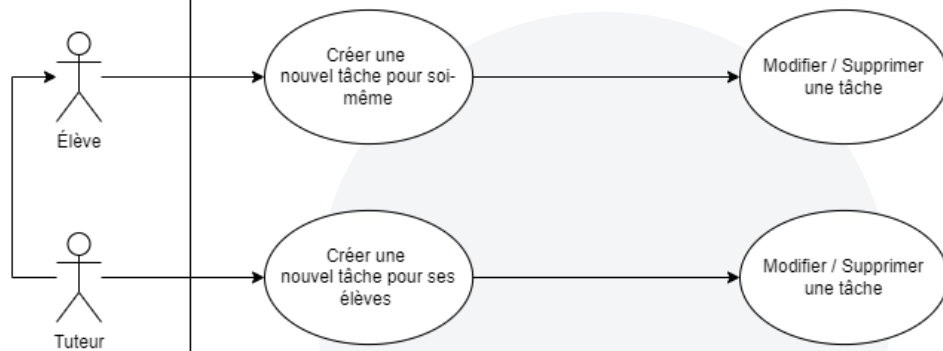 Créer une
nouvel tâche pour soi-
même
Modifier / Supprimer
une tâche
Élève
Créer une
nouvel tâche pour ses
élèves
Modifier / Supprimer
une tâche
Tuteur